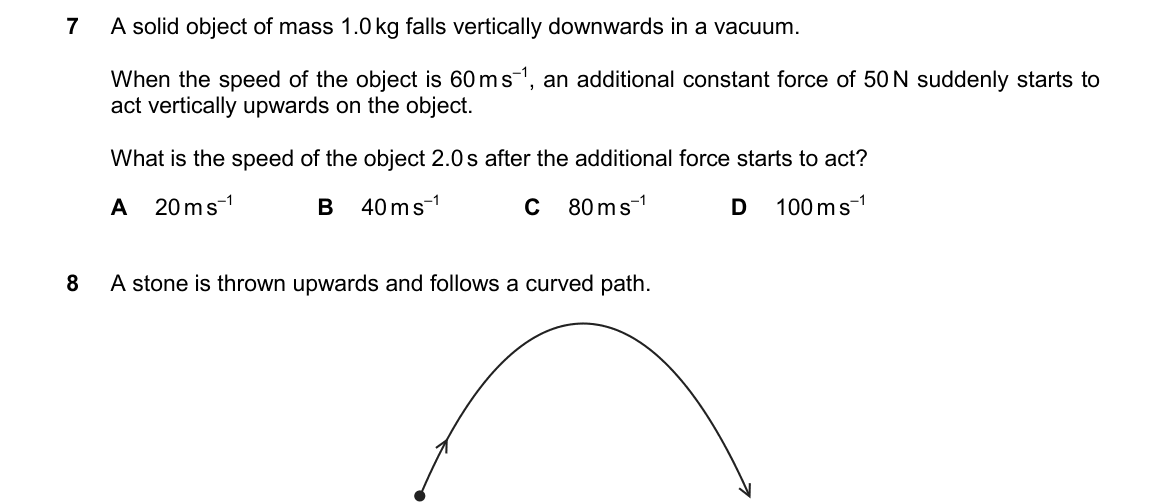 7 A solid object of mass 1.0 kg falls vertically downwards in a vacuum.
When the speed of the object is 60 m s⁻¹, an additional constant force of 50 N suddenly starts to
act vertically upwards on the object.
What is the speed of the object 2.0 s after the additional force starts to act?
A 20 m s⁻¹ B 40 m s⁻¹ C 80 m s⁻¹ D 100 m s⁻¹
8 A stone is thrown upwards and follows a curved path.